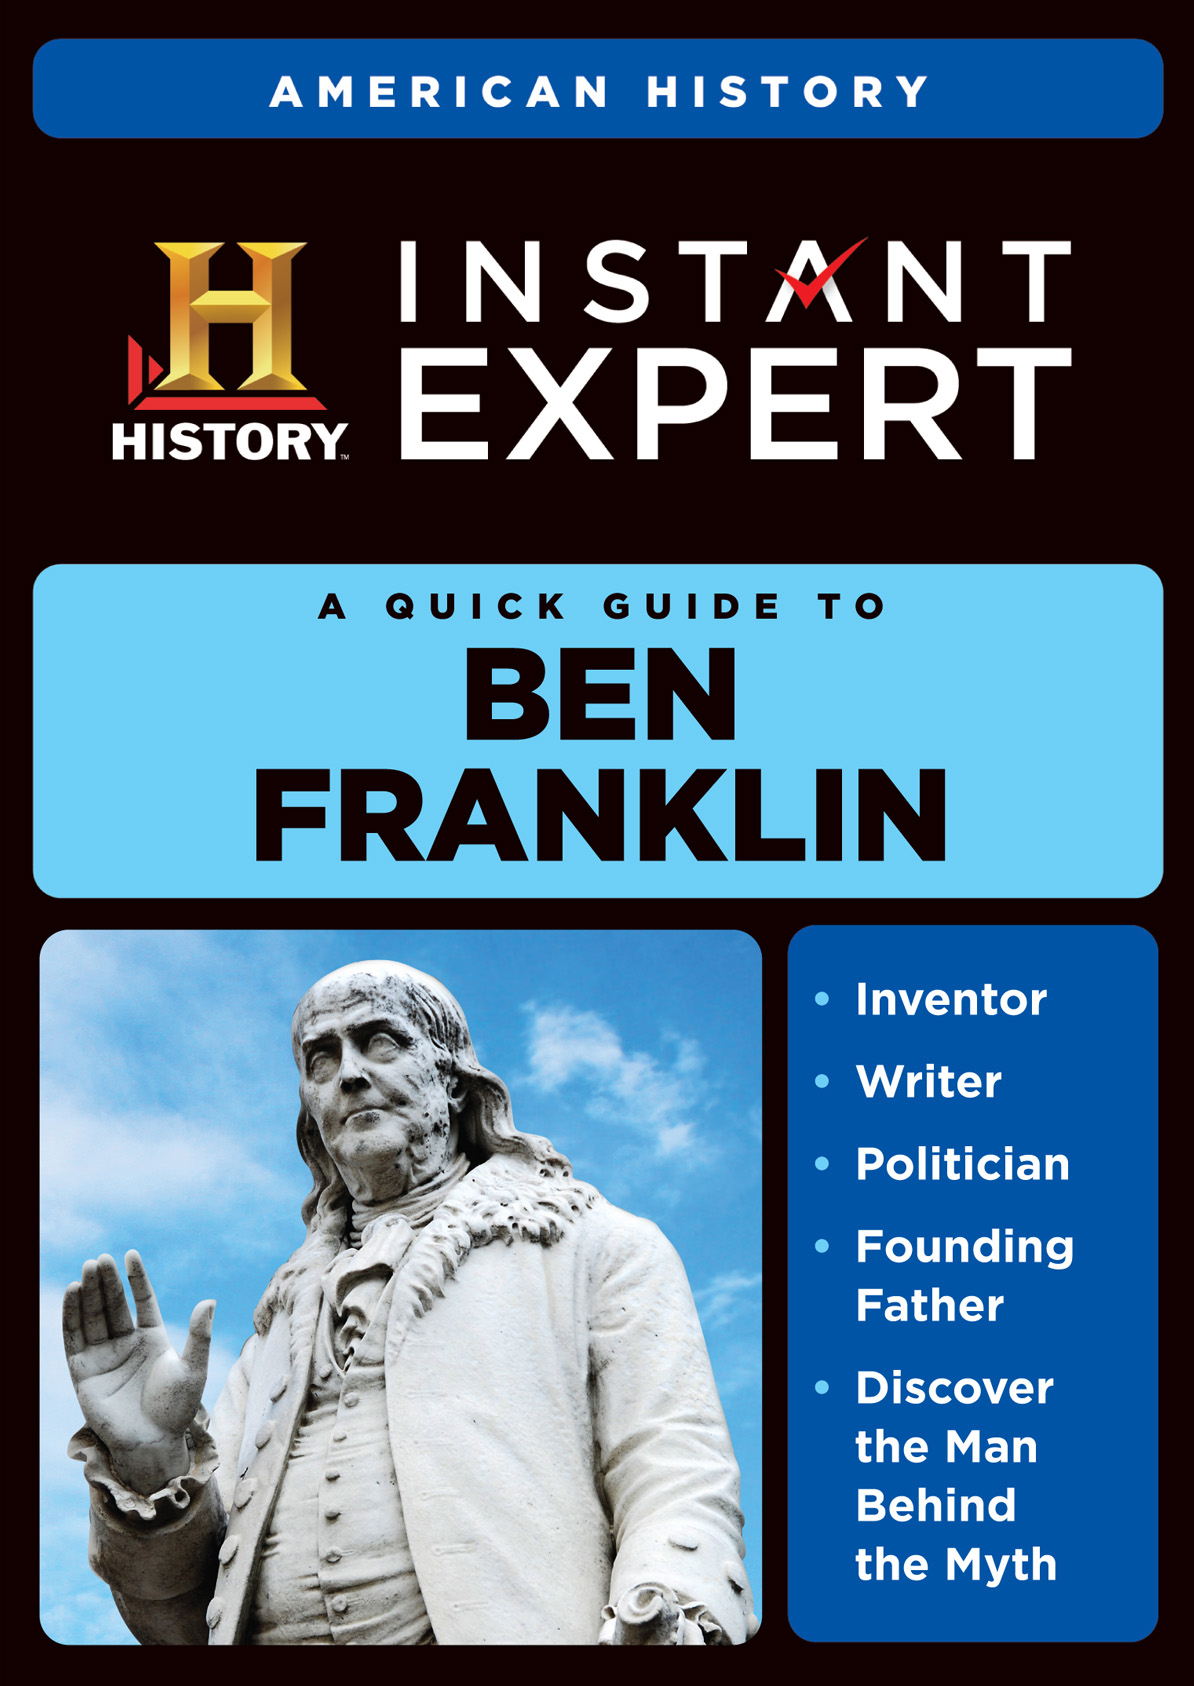 AMERICAN HISTORY
INSTANT
EXPERT
H
HISTORY™
A QUICK GUIDE TO
BEN
FRANKLIN
• Inventor
• Writer
• Politician
• Founding
Father
• Discover
the Man
Behind
the Myth